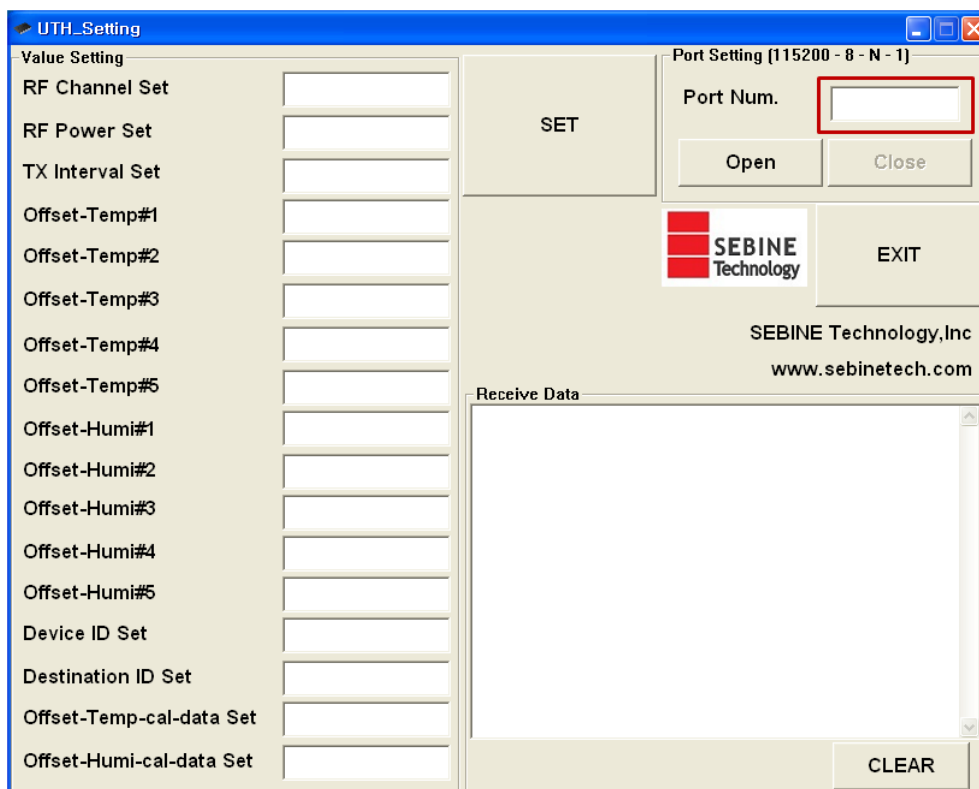 UTH_Setting
Value Setting
RF Channel Set
RF Power Set
TX Interval Set
Offset-Temp#1
Offset-Temp#2
Offset-Temp#3
Offset-Temp#4
Offset-Temp#5
Offset-Humi#1
Offset-Humi#2
Offset-Humi#3
Offset-Humi#4
Offset-Humi#5
Device ID Set
Destination ID Set
Offset-Temp-cal-data Set
Offset-Humi-cal-data Set
SET
Port Setting (115200 - 8 - N - 1)
Port Num.
Open
Close
SEBINE
Technology
EXIT
SEBINE Technology,Inc
www.sebinetech.com
Receive Data
CLEAR